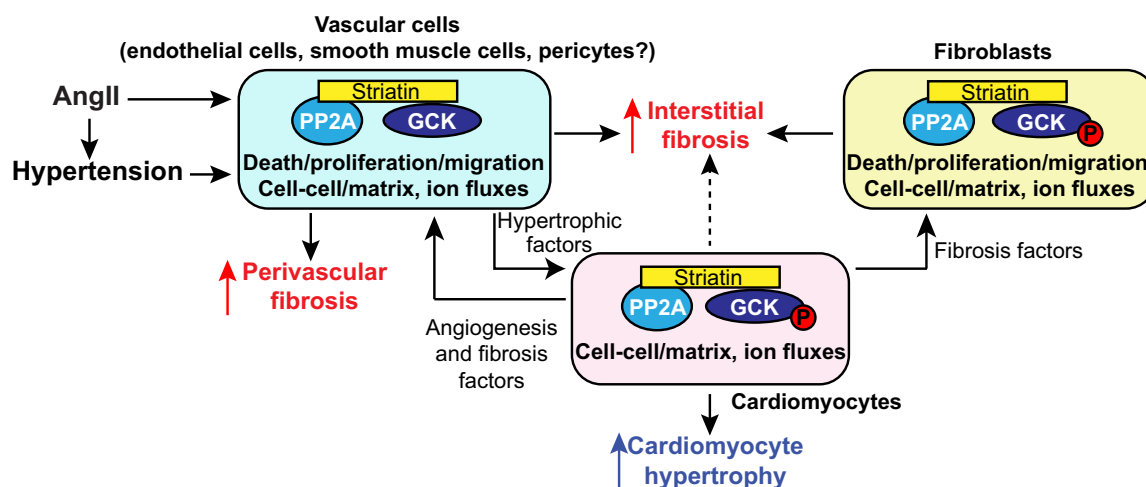 Vascular cells
(endothelial cells, smooth muscle cells, pericytes?)
AngII
Hypertension
Striatin
PP2A
GCK
Death/proliferation/migration
Cell-cell/matrix, ion fluxes
Interstitial
fibrosis
Fibroblasts
Striatin
PP2A
GCK
P
Death/proliferation/migration
Cell-cell/matrix, ion fluxes
Perivascular
fibrosis
Hypertrophic
factors
Angiogenesis
and fibrosis
factors
Fibrosis factors
Striatin
PP2A
GCK
P
Cell-cell/matrix, ion fluxes
Cardiomyocytes
Cardiomyocyte
hypertrophy